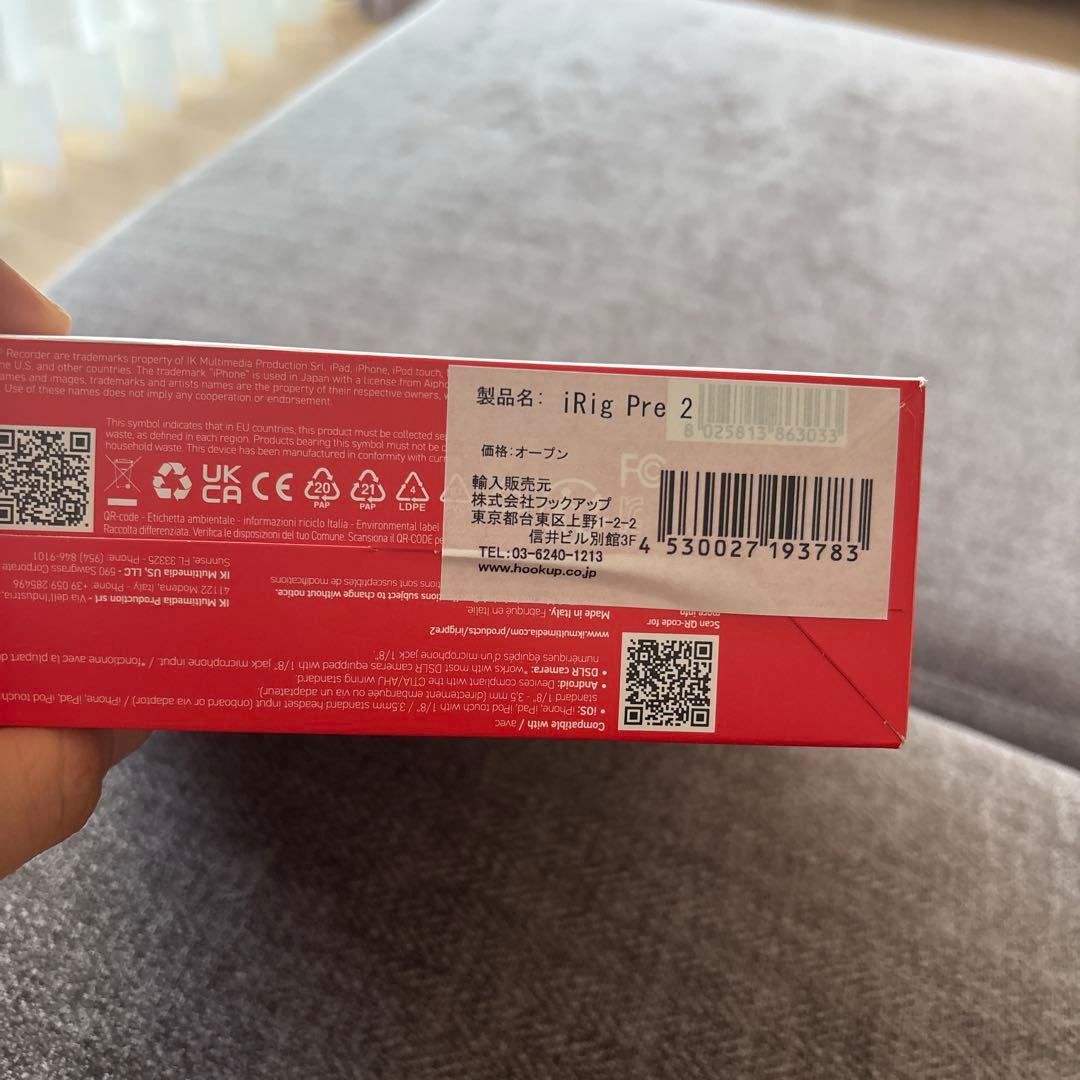 Recorder are trademarks property of IK Multimedia Production Srl. iPad, iPhone, iPod touch,
U.S. and other countries. The trademark "iPhone" is used in Japan with a license from Aipho
and images, trademarks and artists names are the property of their respective owners,
Use of these names does not imply any cooperation or endorsement.
This symbol indicates that in EU countries, this product must be collected
waste, as defined in each region. Products bearing this symbol must not be
household waste. This device has been manufactured in conformity with
UK
CA
CE
20
PAP
21
PAP
4
LDPE
QR-code - Etichetta ambientale - informazioni riciclo Italia - Environmental label
Raccolta differenziata. Verifica le disposizioni del tuo Comune. Scansiona il QR-CODE
製品名: iRig Pre 2
8 025813 863033
価格:オープン
FC
輸入販売元
株式会社フックアップ
東京都台東区上野1-2-2
信井ビル別館3F
TEL:03-6240-1213
www.hookup.co.jp
4 530027 193783
Compatible with / avec
• iOS: iPhone, iPad, iPod touch with 1/8" / 3.5mm standard headset input (onboard or via adaptor) / iPhone, iPad, iPod touch
standard 1/8" - 3,5 mm (directement embarquée ou via un adaptateur).
• Android: Devices compliant with the CTIA/AHJ wiring standard.
• DSLR camera: *works with most DSLR cameras equipped with 1/8" jack microphone input. / *fonctionne avec la plupart
numériques équipés d'un microphone jack 1/8".
www.ikmultimedia.com/products/irigpre2
Scan QR-code for
more info
Made in Italy. Fabriqué en Italie.
subject to change without notice.
sont susceptibles de modifications
IK Multimedia Production srl - Via dell'Industria,
41122 Modena, Italy. Phone: +39 059 285496
IK Multimedia US, LLC - 590 Sawgrass Corporate
Sunrise, FL 33325 - Phone: (954) 846-9101